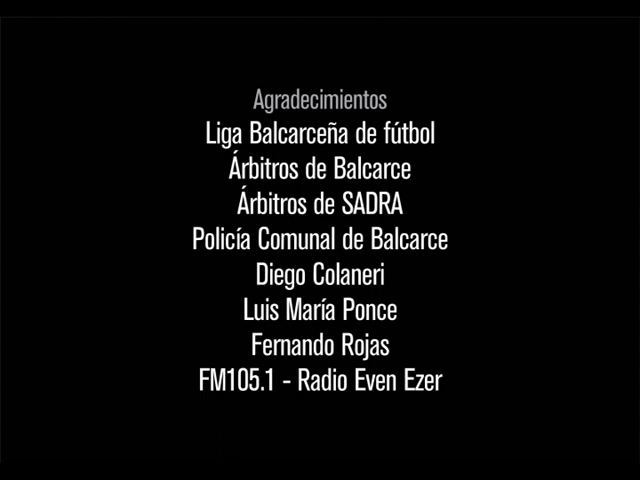 Agradecimientos
Liga Balcarceña de fútbol
Árbitros de Balcarce
Árbitros de SADRA
Policía Comunal de Balcarce
Diego Colaneri
Luis María Ponce
Fernando Rojas
FM105.1 - Radio Even Ezer